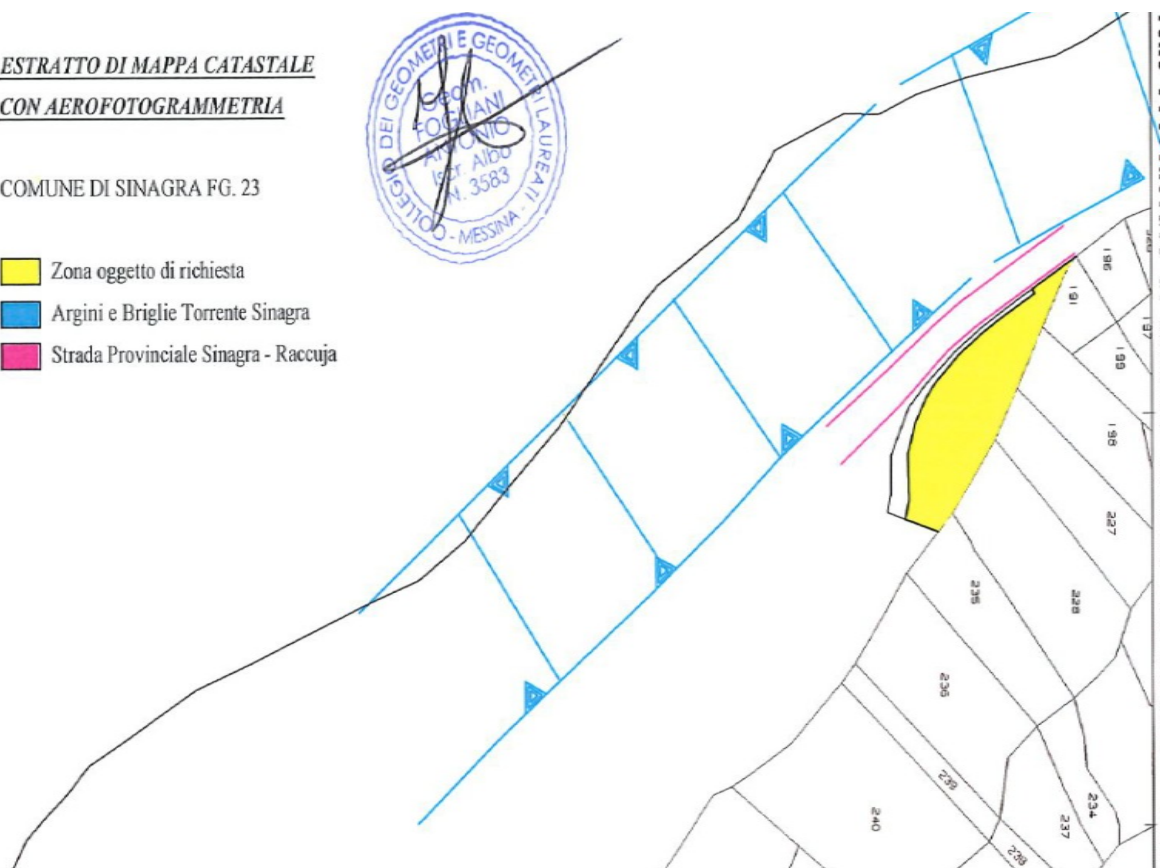 ESTRATTO DI MAPPA CATASTALE
CON AEROFOTOGRAMMETRIA
COLLEGIO DEI GEOMETRI E GEOMETRI LAUREATI - MESSINA -
Geom.
FOGLIANI
ANTONIO
Iscr. Albo
N. 3583
COMUNE DI SINAGRA FG. 23
Zona oggetto di richiesta
Argini e Briglie Torrente Sinagra
Strada Provinciale Sinagra - Raccuja
196
191
197
199
198
227
235
228
236
239
234
240
237